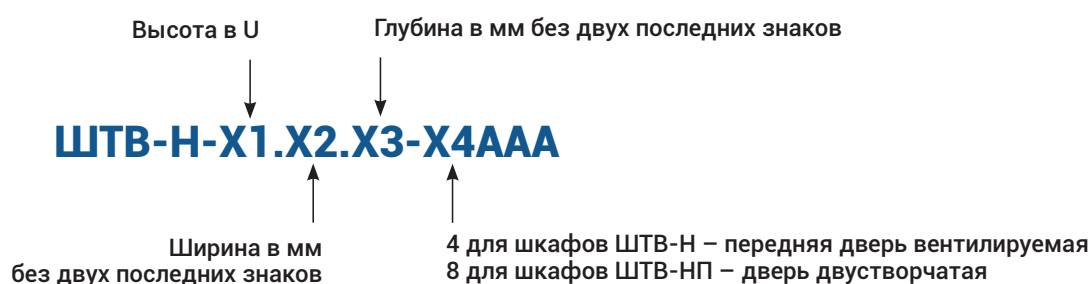 Высота в U
Глубина в мм без двух последних знаков
ШТВ-Н-Х1.Х2.Х3-Х4ААА
Ширина в мм
без двух последних знаков
4 для шкафов ШТВ-Н – передняя дверь вентилируемая
8 для шкафов ШТВ-НП – дверь двустворчатая